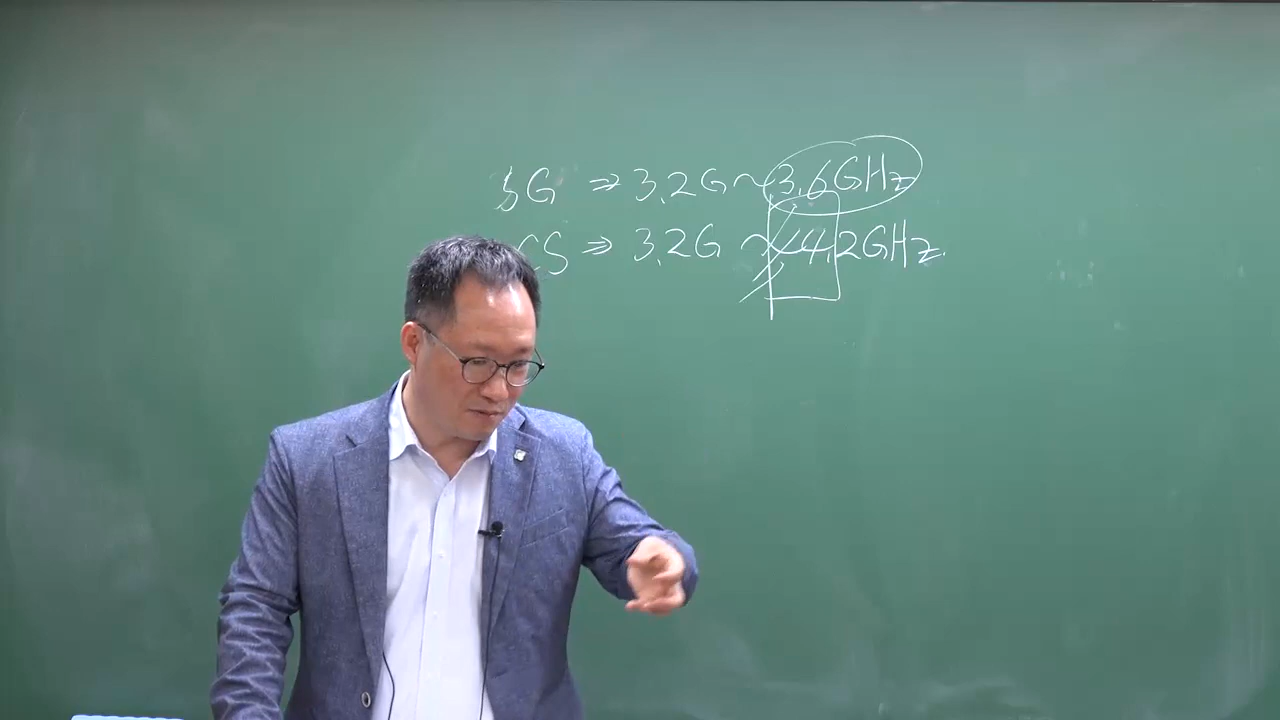 5G ⇒ 3.2G ~ 3.6GHz
CS ⇒ 3.2G ~ 4.2GHz